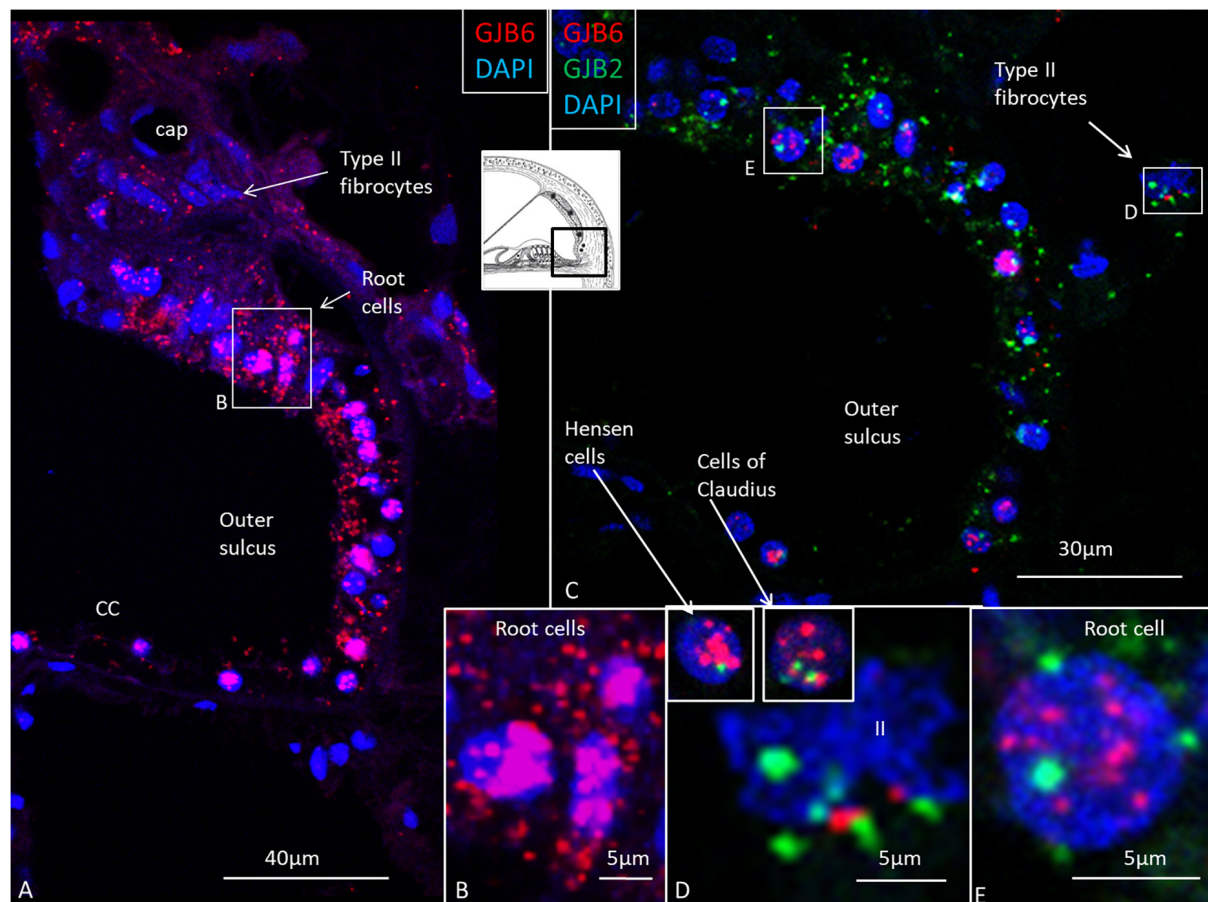 GJB6
DAPI
GJB6
GJB2
DAPI
cap
Type II
fibrocytes
Root
cells
B
Outer
sulcus
CC
40µm
A
Type II
fibrocytes
E
D
Hensen
cells
Cells of
Claudius
Outer
sulcus
30µm
C
Root cells
5µm
B
II
5µm
D
Root cell
5µm
E